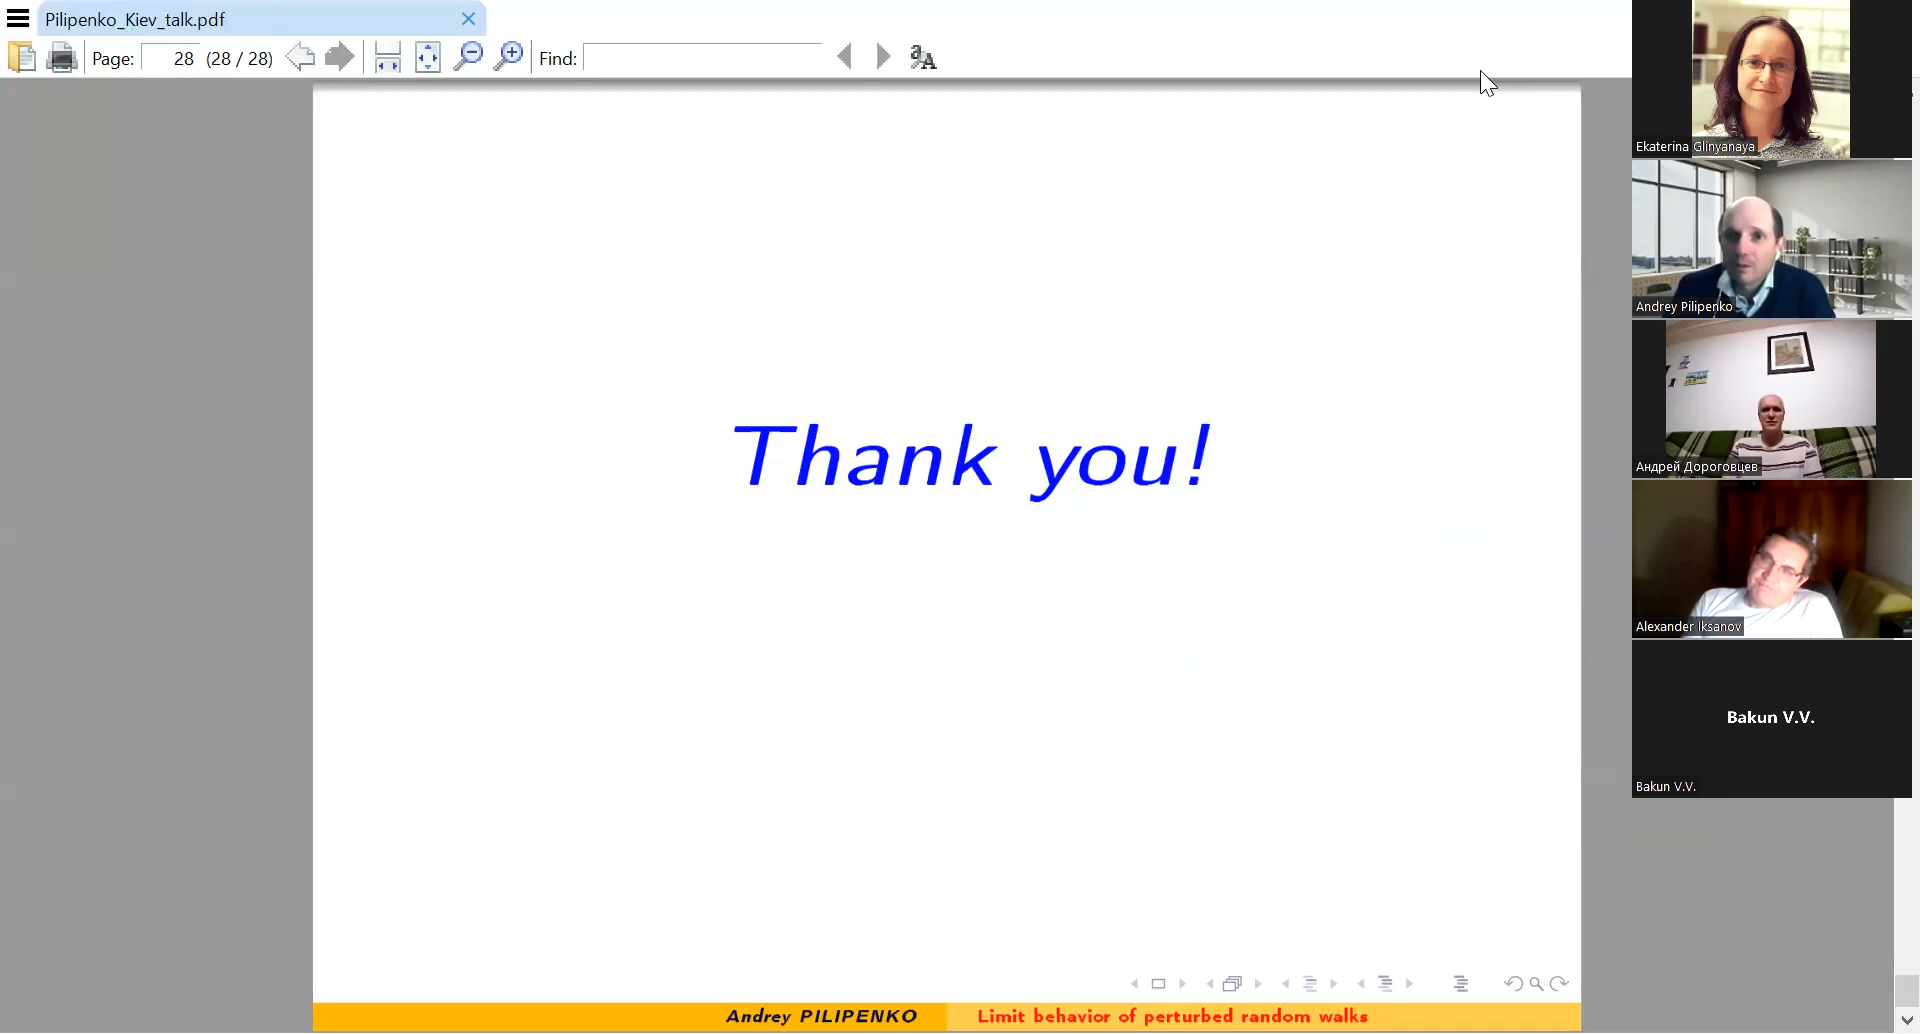 Pilipenko_Kiev_talk.pdf
Page: 28 (28 / 28) Find:
Thank you!
Andrey PILIPENKO Limit behavior of perturbed random walks
Ekaterina Glinyanaya
Andrey Pilipenko
Андрей Дороговцев
Alexander Iksanov
Bakun V.V.
Bakun V.V.